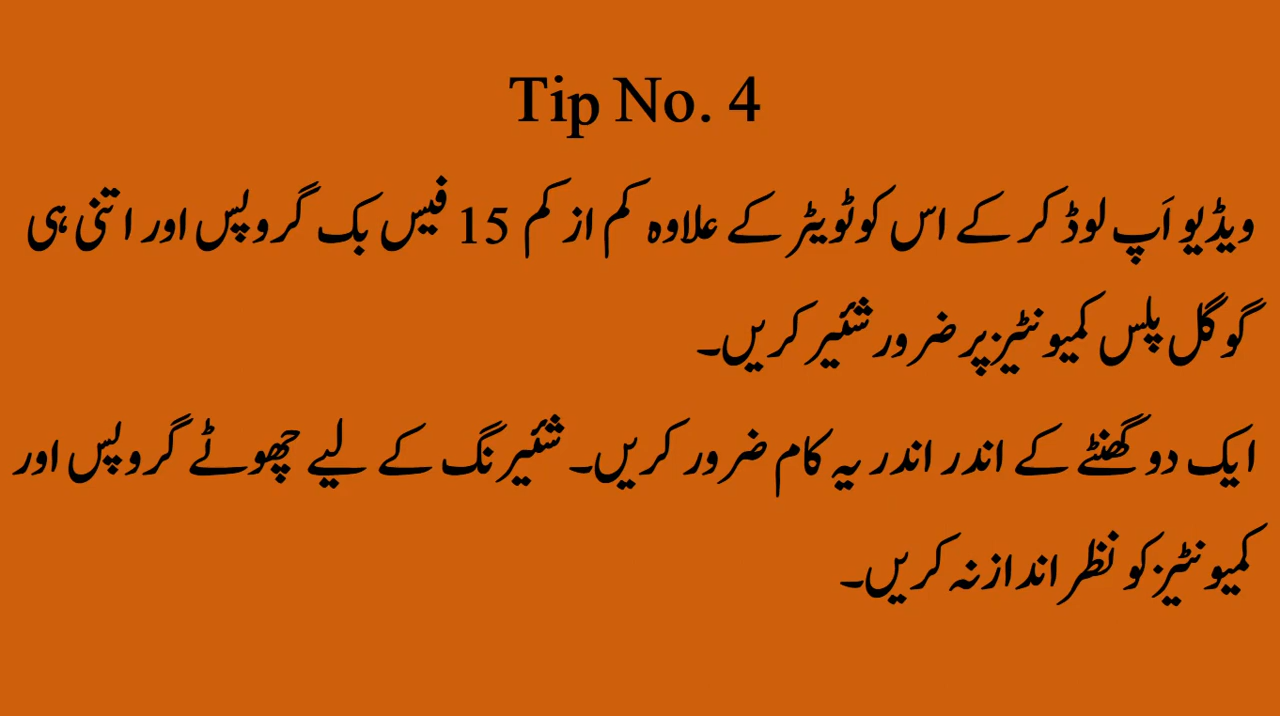 Tip No. 4
ویڈیو اَپ لوڈ کر کے اس کو ٹویٹر کے علاوہ کم از کم 15 فیس بک گروپس اور اتنی ہی
گوگل پلس کمیونٹیز پر ضرور شئیر کریں۔
ایک دو گھنٹے کے اندر اندر یہ کام ضرور کریں۔ شئیرنگ کے لیے چھوٹے گروپس اور
کمیونٹیز کو نظر انداز نہ کریں۔